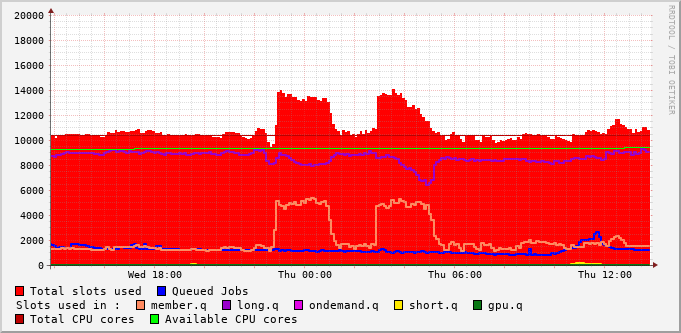 RRDTOOL / TOBI OETIKER
20000
18000
16000
14000
12000
10000
8000
6000
4000
2000
0
Wed 18:00 Thu 00:00 Thu 06:00 Thu 12:00
Total slots used Queued Jobs
Slots used in : member.q long.q ondemand.q short.q gpu.q
Total CPU cores Available CPU cores